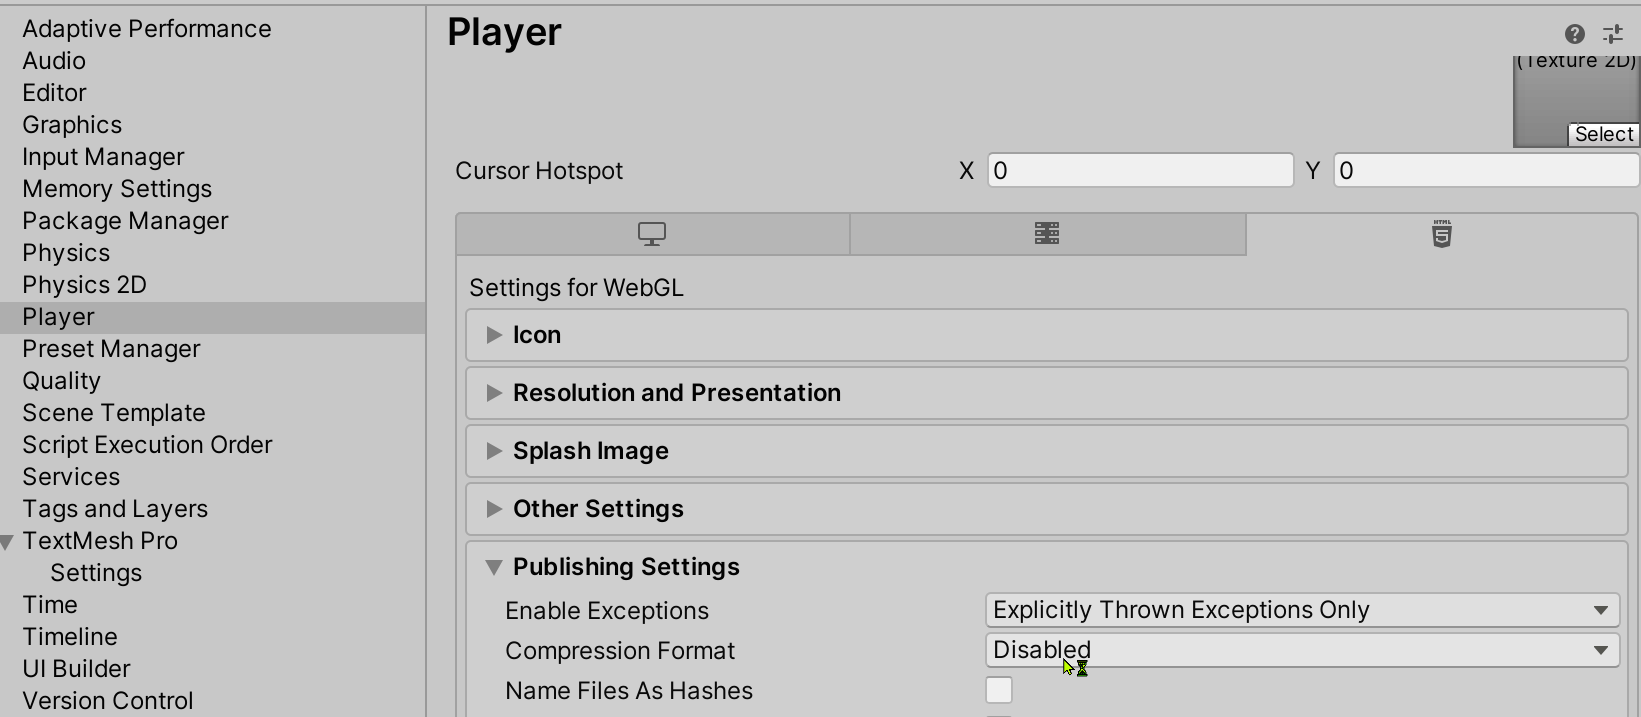 Adaptive Performance
Audio
Editor
Graphics
Input Manager
Memory Settings
Package Manager
Physics
Physics 2D
Player
Preset Manager
Quality
Scene Template
Script Execution Order
Services
Tags and Layers
TextMesh Pro
Settings
Time
Timeline
UI Builder
Version Control
Player
(Texture 2D)
Select
Cursor Hotspot X 0 Y 0
HTML
5
Settings for WebGL
Icon
Resolution and Presentation
Splash Image
Other Settings
Publishing Settings
Enable Exceptions Explicitly Thrown Exceptions Only
Compression Format Disabled
Name Files As Hashes